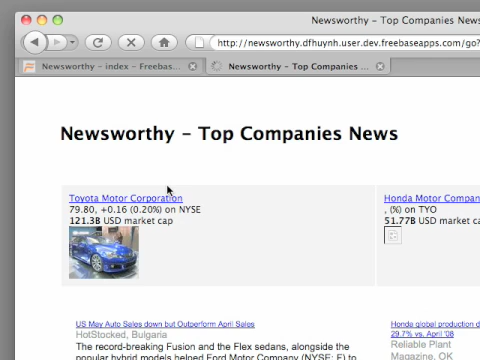 Newsworthy - Top Companies News
http://newsworthy.dfhuynh.user.dev.freebaseapps.com/go?
Newsworthy - index - Freebas...
Newsworthy - Top Companies ...
Newsworthy - Top Companies News
Toyota Motor Corporation
79.80, +0.16 (0.20%) on NYSE
121.3B USD market cap
Honda Motor Compan
, (%) on TYO
51.77B USD market ca
US May Auto Sales down but Outperform April Sales
HotStocked, Bulgaria
The record-breaking Fusion and the Flex sedans, alongside the
popular hybrid models helped Ford Motor Company (NYSE: F) to
Honda global production d
29.7% vs. April '08
Reliable Plant
Magazine, OK